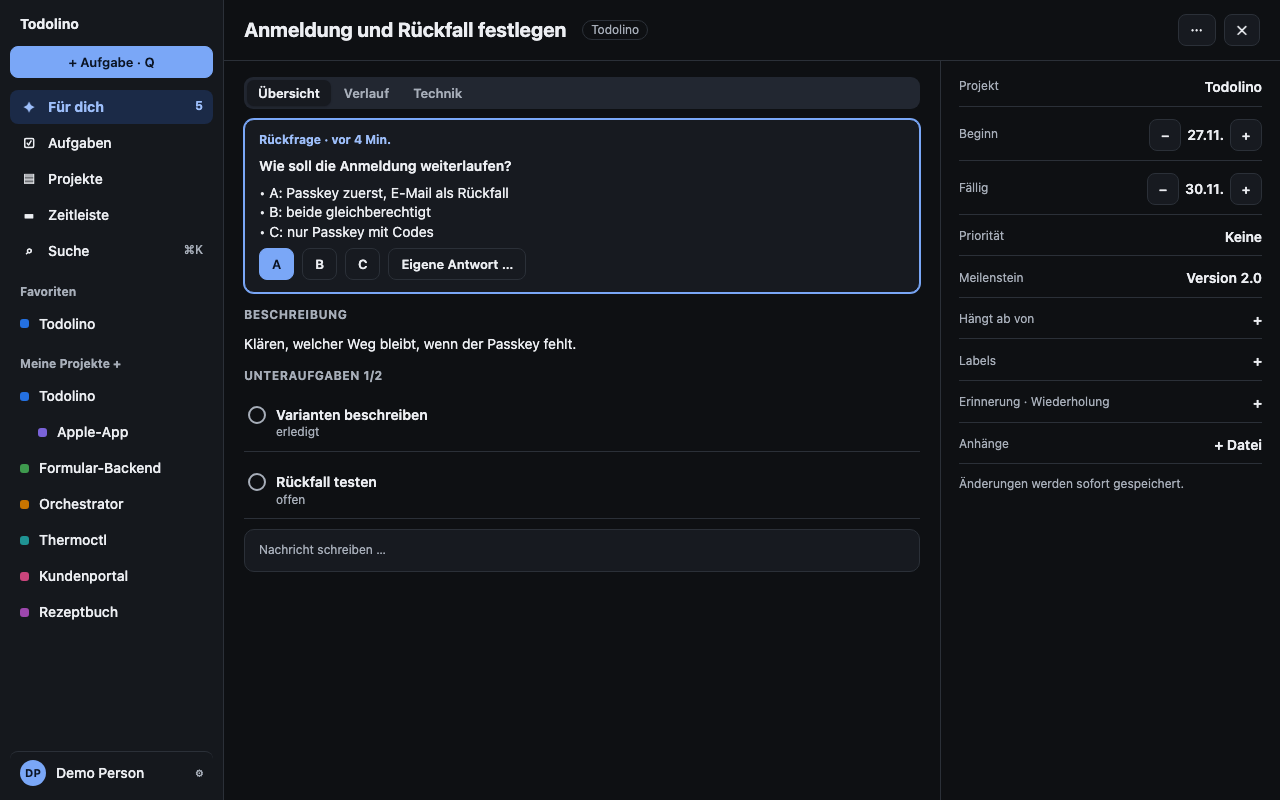 Todolino
+ Aufgabe · Q
Für dich 5
Aufgaben
Projekte
Zeitleiste
Suche ⌘K
Favoriten
Todolino
Meine Projekte +
Todolino
Apple-App
Formular-Backend
Orchestrator
Thermoctl
Kundenportal
Rezeptbuch
DP Demo Person
Anmeldung und Rückfall festlegen Todolino
Übersicht Verlauf Technik
Rückfrage · vor 4 Min.
Wie soll die Anmeldung weiterlaufen?
• A: Passkey zuerst, E-Mail als Rückfall
• B: beide gleichberechtigt
• C: nur Passkey mit Codes
A B C Eigene Antwort ...
BESCHREIBUNG
Klären, welcher Weg bleibt, wenn der Passkey fehlt.
UNTERAUFGABEN 1/2
Varianten beschreiben
erledigt
Rückfall testen
offen
Nachricht schreiben ...
Projekt Todolino
Beginn – 27.11. +
Fällig – 30.11. +
Priorität Keine
Meilenstein Version 2.0
Hängt ab von +
Labels +
Erinnerung · Wiederholung +
Anhänge + Datei
Änderungen werden sofort gespeichert.